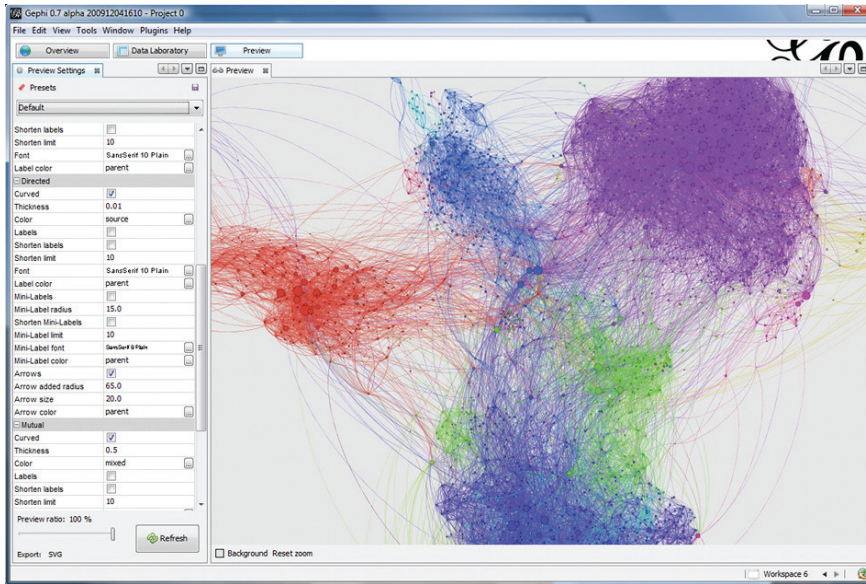 Gephi 0.7 alpha 200912041610 - Project 0
File Edit View Tools Window Plugins Help
Overview Data Laboratory Preview
Preview Settings Preview
Presets
Default
Shorten labels
Shorten limit 10
Font SansSerif 10 Plain ...
Label color parent ...
Directed
Curved
Thickness 0.01
Color source ...
Labels
Shorten labels
Shorten limit 10
Font SansSerif 10 Plain ...
Label color parent ...
Mini-Labels
Mini-Label radius 15.0
Shorten Mini-Labels
Mini-Label limit 10
Mini-Label font SansSerif 8 Plain ...
Mini-Label color parent ...
Arrows
Arrow added radius 65.0
Arrow size 20.0
Arrow color parent ...
Mutual
Curved
Thickness 0.5
Color mixed ...
Labels
Shorten labels
Shorten limit 10
Preview ratio: 100 %
Refresh
Export: SVG
Background Reset zoom
Workspace 6